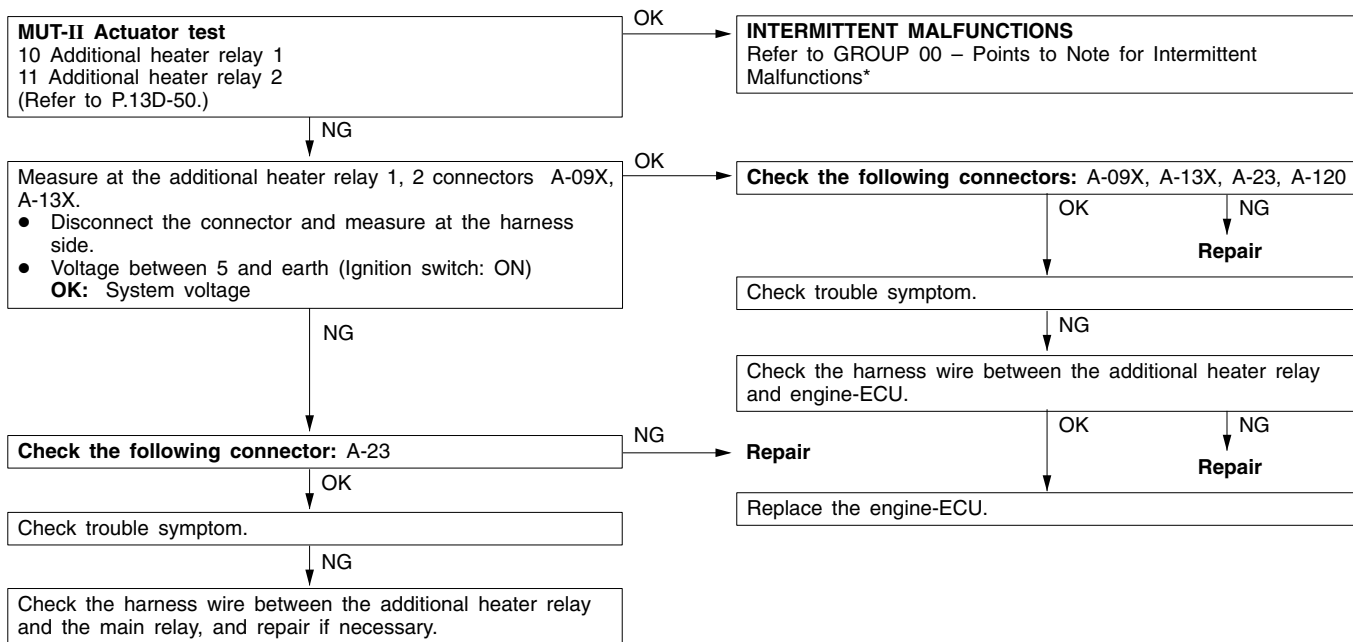 MUT-II Actuator test
10 Additional heater relay 1
11 Additional heater relay 2
(Refer to P.13D-50.)
OK
INTERMITTENT MALFUNCTIONS
Refer to GROUP 00 – Points to Note for Intermittent
Malfunctions*
NG
Measure at the additional heater relay 1, 2 connectors A-09X,
A-13X.
● Disconnect the connector and measure at the harness
side.
● Voltage between 5 and earth (Ignition switch: ON)
OK: System voltage
OK
Check the following connectors: A-09X, A-13X, A-23, A-120
OK
NG
Repair
Check trouble symptom.
NG
Check the harness wire between the additional heater relay
and engine-ECU.
OK
NG
Repair
Replace the engine-ECU.
NG
Check the following connector: A-23
NG
Repair
OK
Check trouble symptom.
NG
Check the harness wire between the additional heater relay
and the main relay, and repair if necessary.